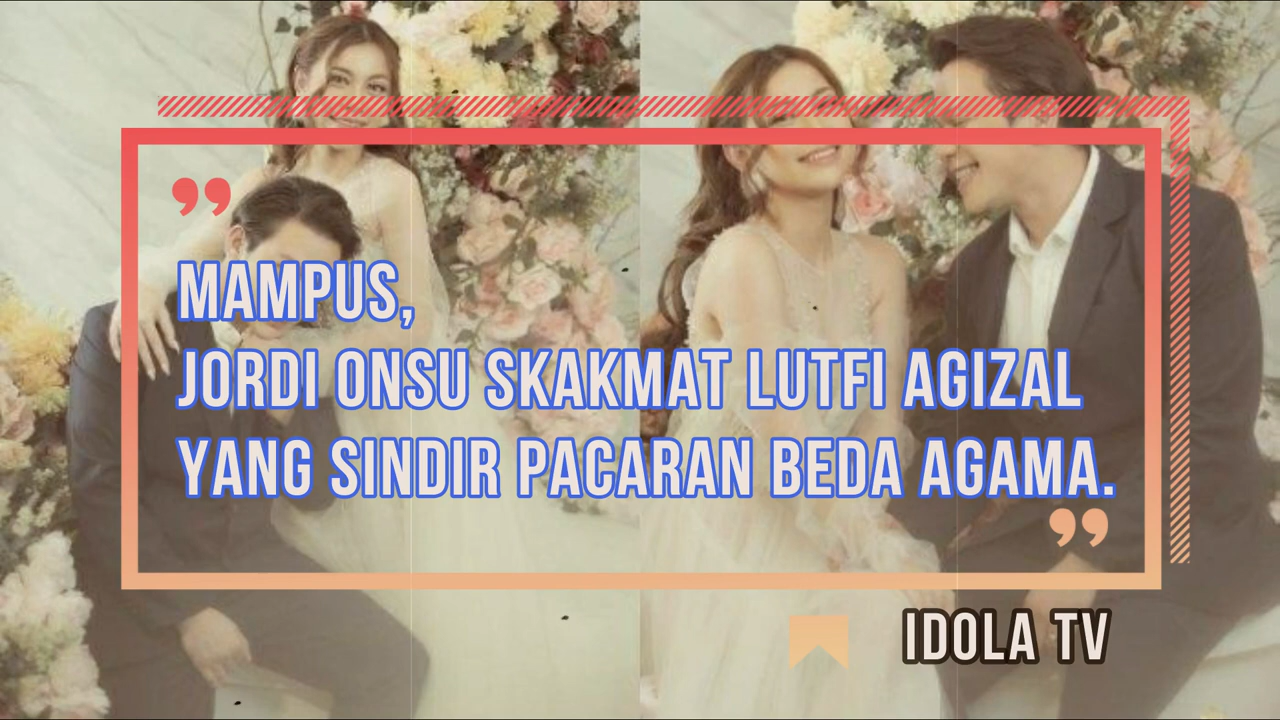 ”
MAMPUS,
JORDI ONSU SKAKMAT LUTFI AGIZAL
YANG SINDIR PACARAN BEDA AGAMA.
”
IDOLA TV